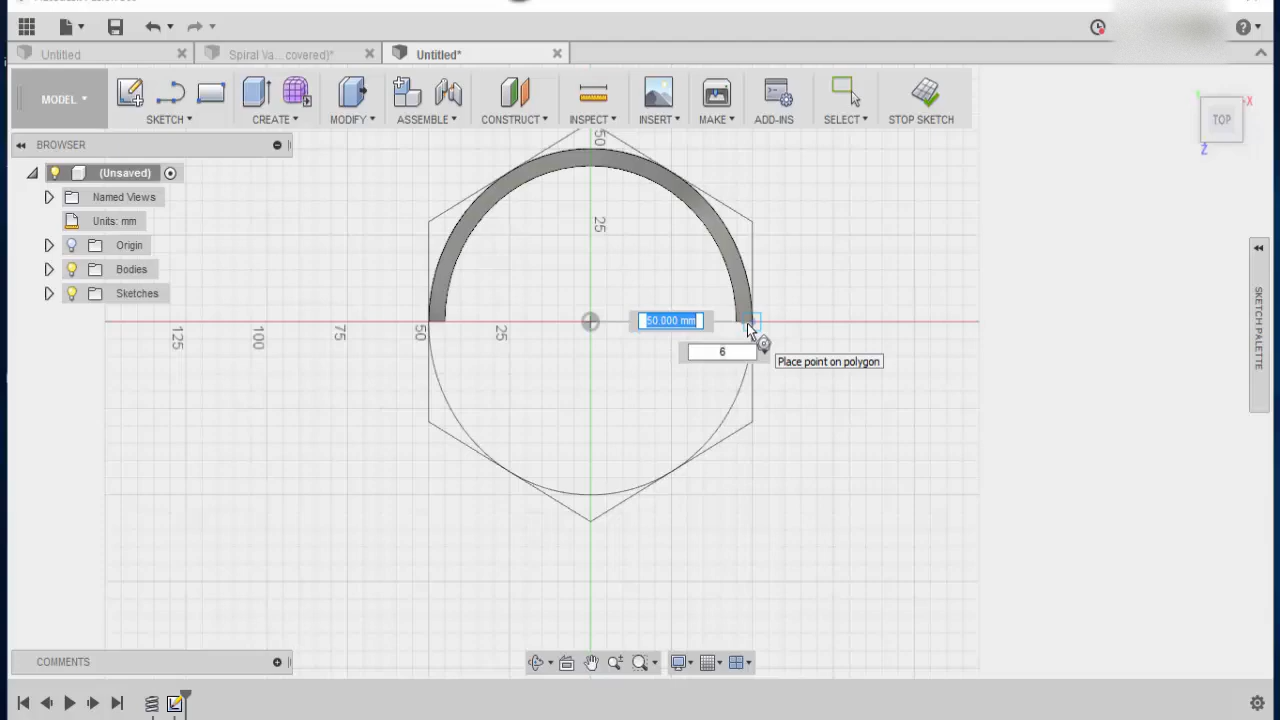 Untitled
Spiral Va... covered)*
Untitled*
MODEL
SKETCH
CREATE
MODIFY
ASSEMBLE
CONSTRUCT
INSPECT
INSERT
MAKE
ADD-INS
SELECT
STOP SKETCH
BROWSER
(Unsaved)
Named Views
Units: mm
Origin
Bodies
Sketches
TOP
X
Z
50
25
125
100
75
50
25
50.000 mm
6
Place point on polygon
SKETCH PALETTE
COMMENTS